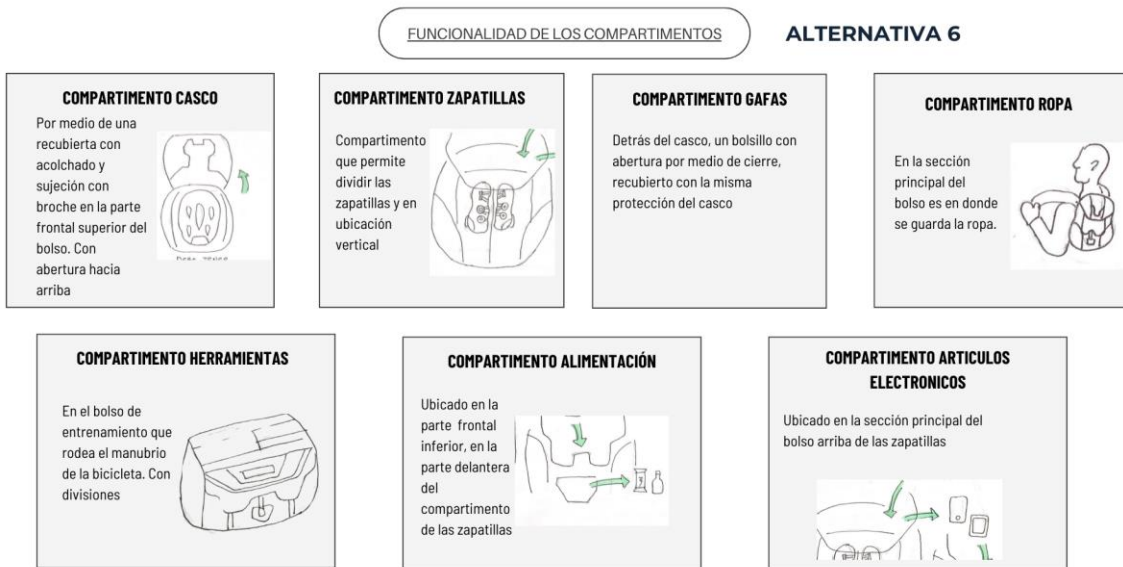 FUNCIONALIDAD DE LOS COMPARTIMENTOS
ALTERNATIVA 6
COMPARTIMENTO CASCO
Por medio de una
recubierta con
acolchado y
sujeción con
broche en la parte
frontal superior del
bolso. Con
abertura hacia
arriba
COMPARTIMENTO ZAPATILLAS
Compartimento
que permite
dividir las
zapatillas y en
ubicación
vertical
COMPARTIMENTO GAFAS
Detrás del casco, un bolsillo con
abertura por medio de cierre,
recubierto con la misma
protección del casco
COMPARTIMENTO ROPA
En la sección
principal del
bolso es en donde
se guarda la ropa.
COMPARTIMENTO HERRAMIENTAS
En el bolso de
entrenamiento que
rodea el manubrio
de la bicicleta. Con
divisiones
COMPARTIMENTO ALIMENTACIÓN
Ubicado en la
parte frontal
inferior, en la
parte delantera
del
compartimento
de las zapatillas
COMPARTIMENTO ARTICULOS
ELECTRONICOS
Ubicado en la sección principal del
bolso arriba de las zapatillas